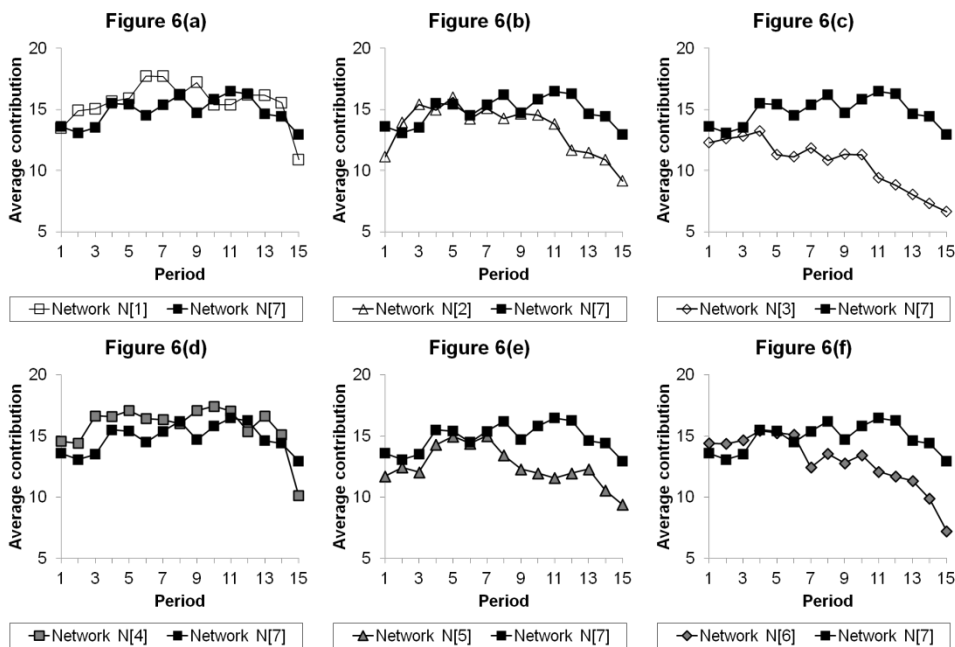 Figure 6(a)
Average contribution
20
15
10
5
1 3 5 7 9 11 13 15
Period
Network N[1] Network N[7]
Figure 6(b)
Average contribution
20
15
10
5
1 3 5 7 9 11 13 15
Period
Network N[2] Network N[7]
Figure 6(c)
Average contribution
20
15
10
5
1 3 5 7 9 11 13 15
Period
Network N[3] Network N[7]
Figure 6(d)
Average contribution
20
15
10
5
1 3 5 7 9 11 13 15
Period
Network N[4] Network N[7]
Figure 6(e)
Average contribution
20
15
10
5
1 3 5 7 9 11 13 15
Period
Network N[5] Network N[7]
Figure 6(f)
Average contribution
20
15
10
5
1 3 5 7 9 11 13 15
Period
Network N[6] Network N[7]